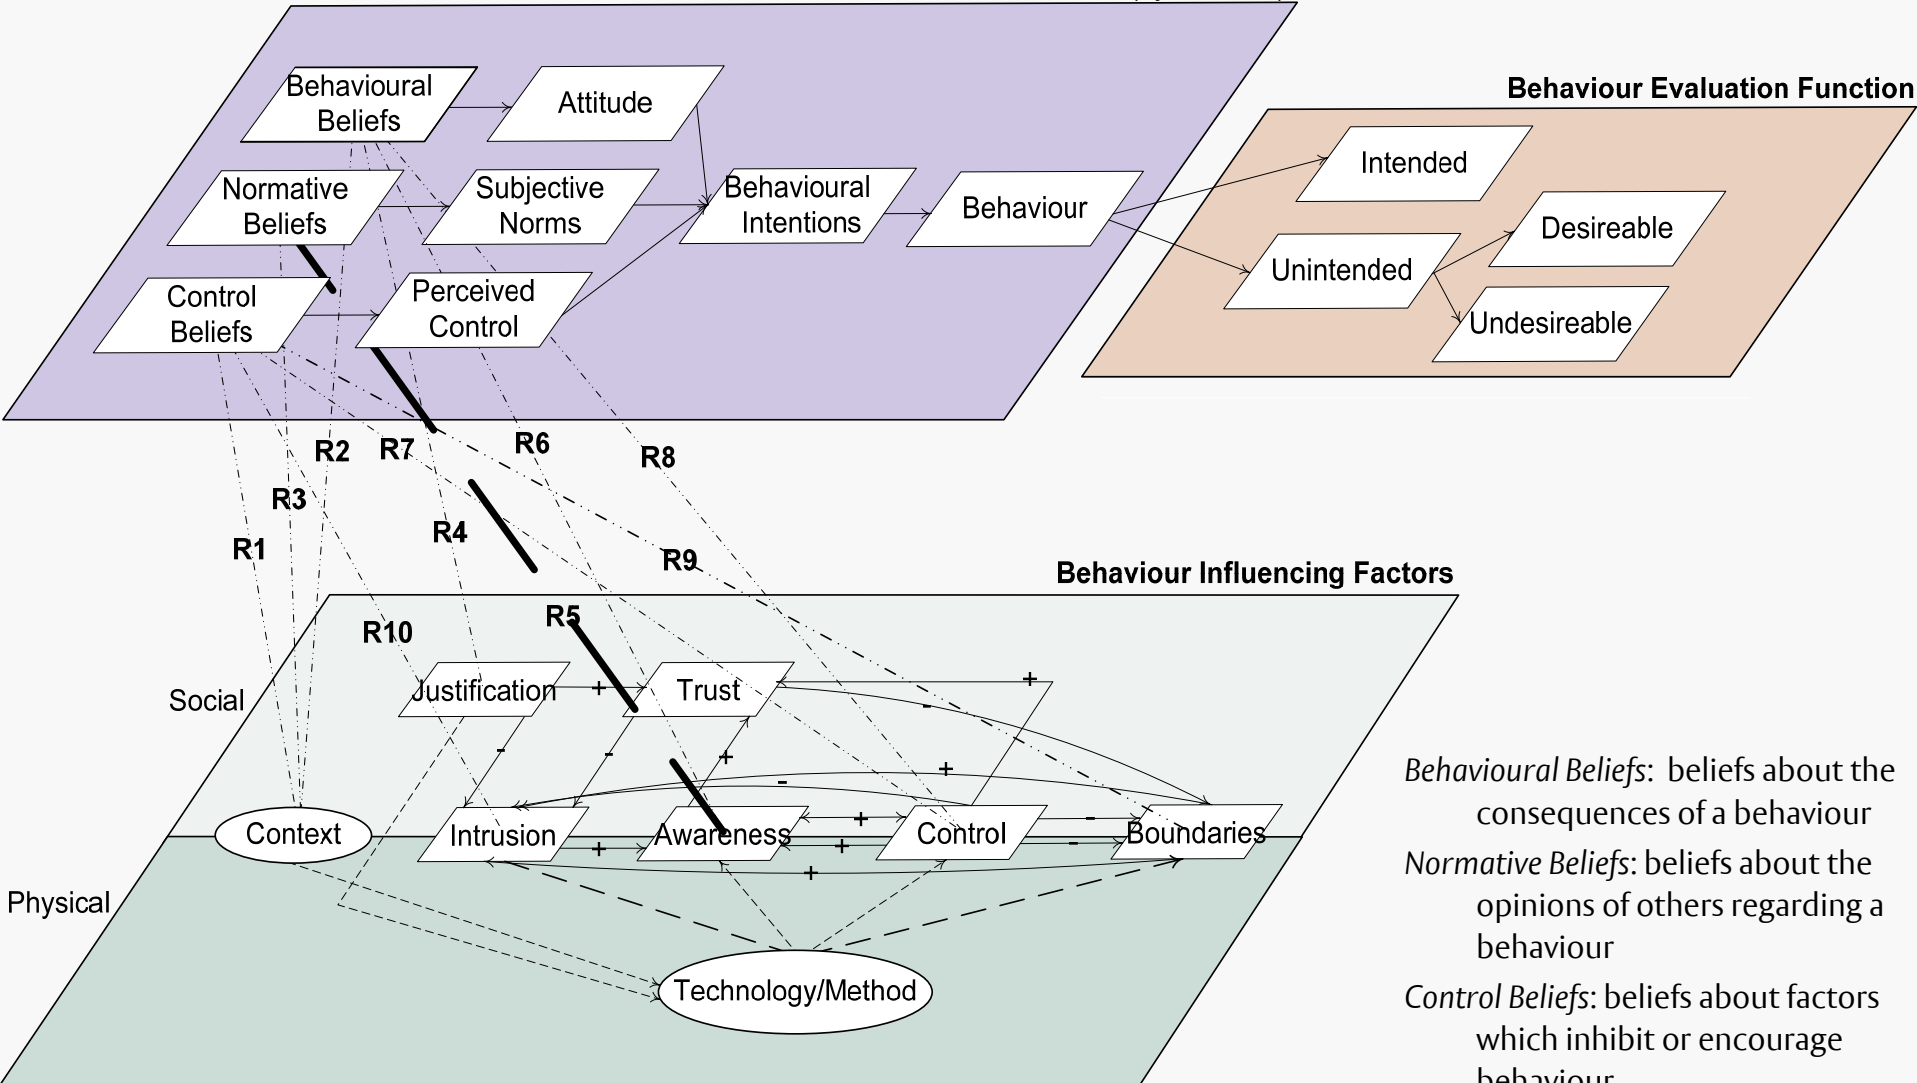 Behaviour Evaluation Function
Behavioural
Beliefs
Attitude
Intended
Normative
Beliefs
Subjective
Norms
Behavioural
Intentions
Behaviour
Desireable
Unintended
Control
Beliefs
Perceived
Control
Undesireable
R2
R7
R6
R8
R3
R4
R1
R9
Behaviour Influencing Factors
R5
R10
Social
Justification
+
Trust
+
-
-
-
+
-
+
Context
Intrusion
+
Awareness
+
+
Control
-
-
Boundaries
+
Physical
Technology/Method
Behavioural Beliefs: beliefs about the
consequences of a behaviour
Normative Beliefs: beliefs about the
opinions of others regarding a
behaviour
Control Beliefs: beliefs about factors
which inhibit or encourage
behaviour